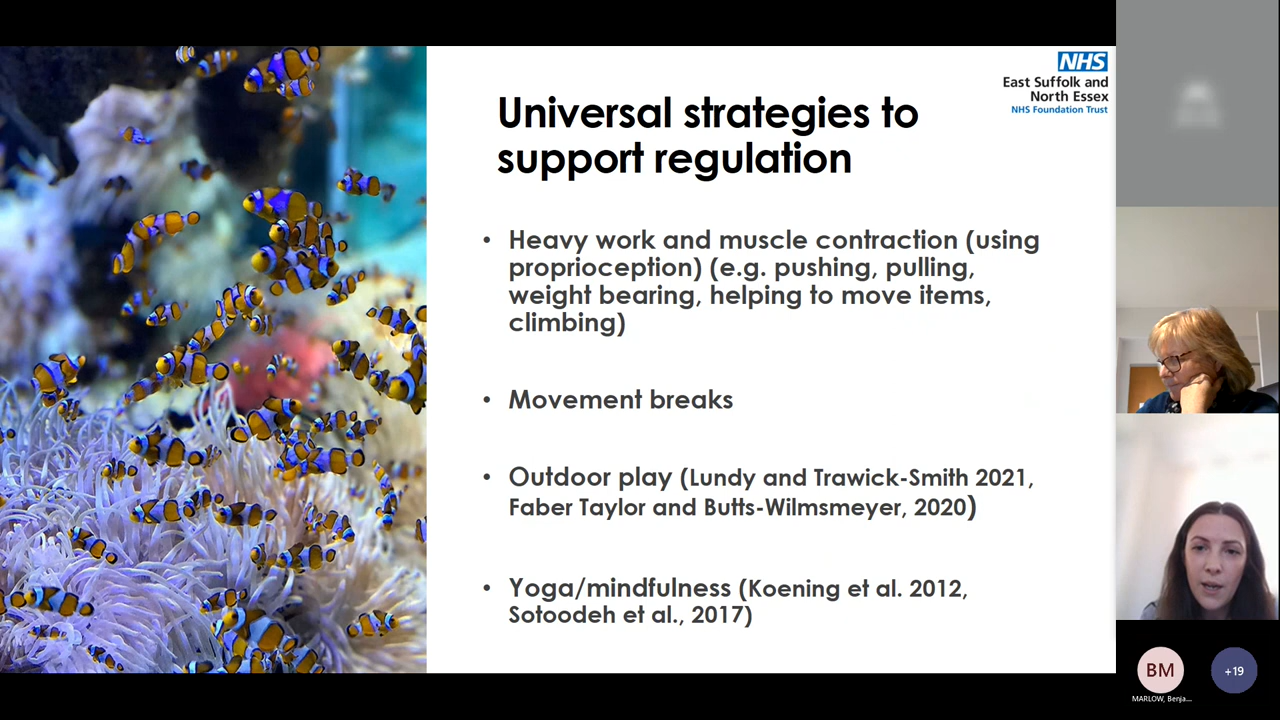 NHS
East Suffolk and
North Essex
NHS Foundation Trust
Universal strategies to
support regulation
• Heavy work and muscle contraction (using
proprioception) (e.g. pushing, pulling,
weight bearing, helping to move items,
climbing)
• Movement breaks
• Outdoor play (Lundy and Trawick-Smith 2021,
Faber Taylor and Butts-Wilmsmeyer, 2020)
• Yoga/mindfulness (Koening et al. 2012,
Sotoodeh et al., 2017)
BM
MARLOW, Benja...
+19